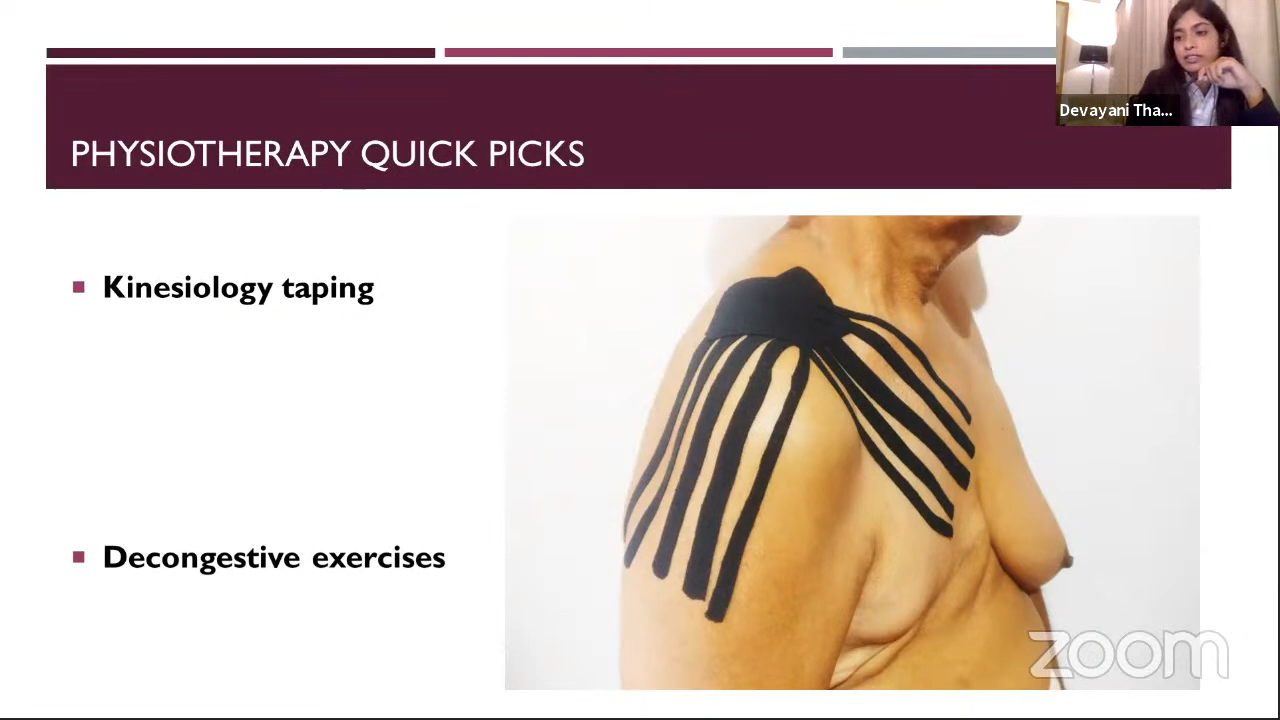 Devayani Tha...
PHYSIOTHERAPY QUICK PICKS
Kinesiology taping
Decongestive exercises
zoom